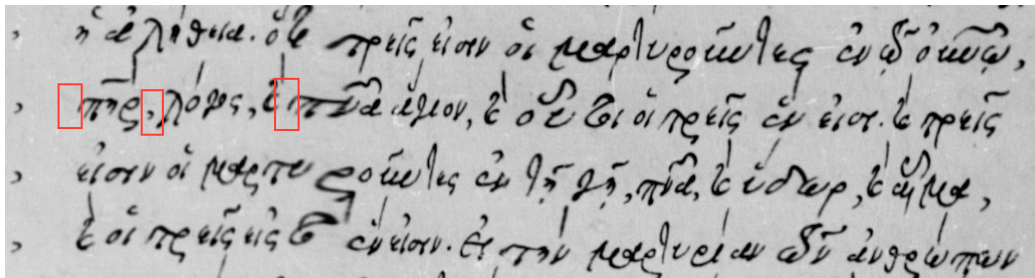 ἡ ἀλήθεια. ὅτι τρεῖς εἰσιν οἱ μαρτυροῦντες ἐν τῷ οὐνῷ,
πηρ, λόγος, καὶ πνα ἅγιον, καὶ οὗτοι οἱ τρεῖς ἕν εἰσι. καὶ τρεῖς
εἰσιν οἱ μαρτυροῦντες ἐν τῇ γῇ, πνα, καὶ ὕδωρ, καὶ αἷμα,
καὶ οἱ τρεῖς εἰς τὸ ἕν εἰσιν. εἰ τὴν μαρτυρίαν τῶν ἀνθρώπων